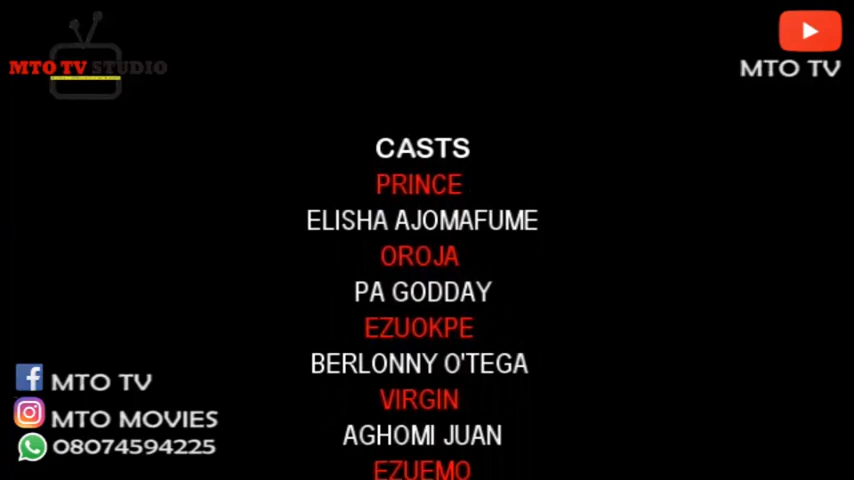 MTO TV STUDIO
MTO TV
CASTS
PRINCE
ELISHA AJOMAFUME
OROJA
PA GODDAY
EZUOKPE
BERLONNY O'TEGA
VIRGIN
AGHOMI JUAN
EZUEMO
MTO TV
MTO MOVIES
08074594225